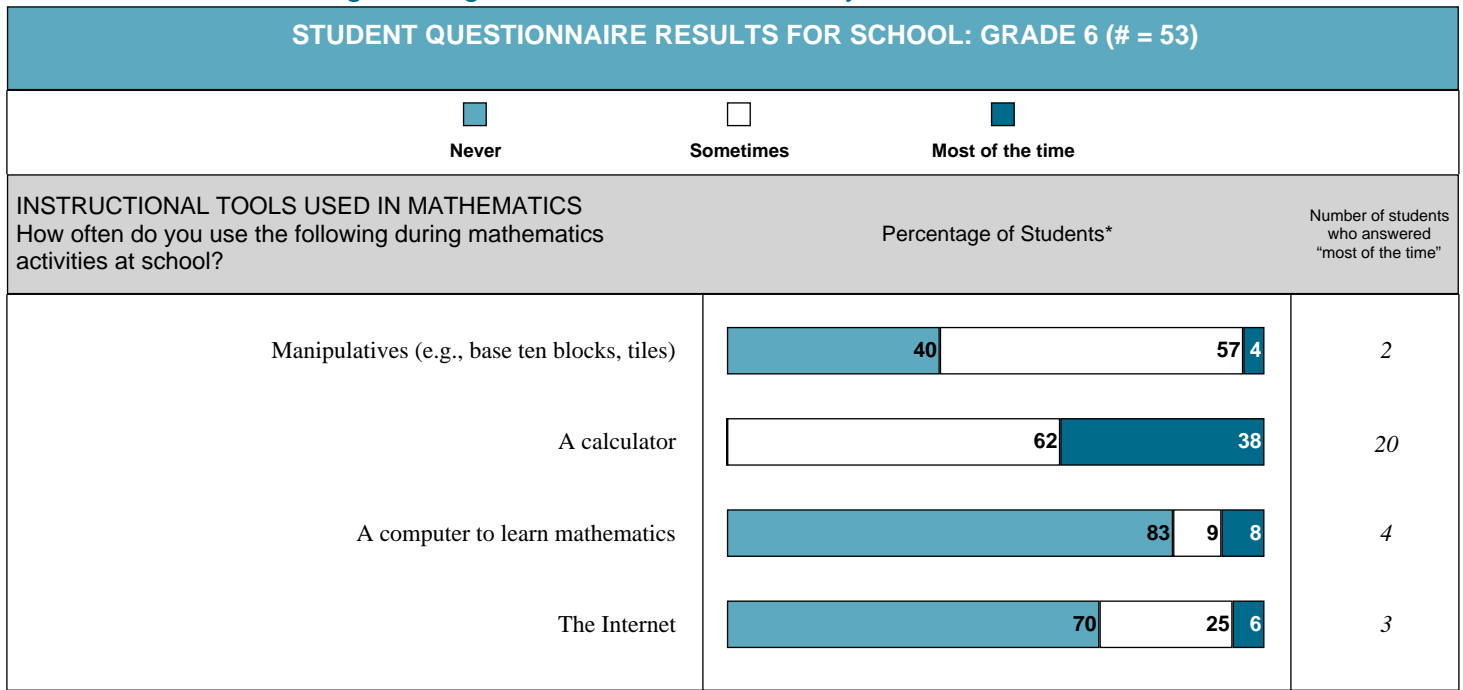 STUDENT QUESTIONNAIRE RESULTS FOR SCHOOL: GRADE 6 (# = 53)
Never Sometimes Most of the time
INSTRUCTIONAL TOOLS USED IN MATHEMATICS
How often do you use the following during mathematics
activities at school?
Percentage of Students*
Number of students
who answered
“most of the time”
Manipulatives (e.g., base ten blocks, tiles) 40 57 4 2
A calculator 62 38 20
A computer to learn mathematics 83 9 8 4
The Internet 70 25 6 3